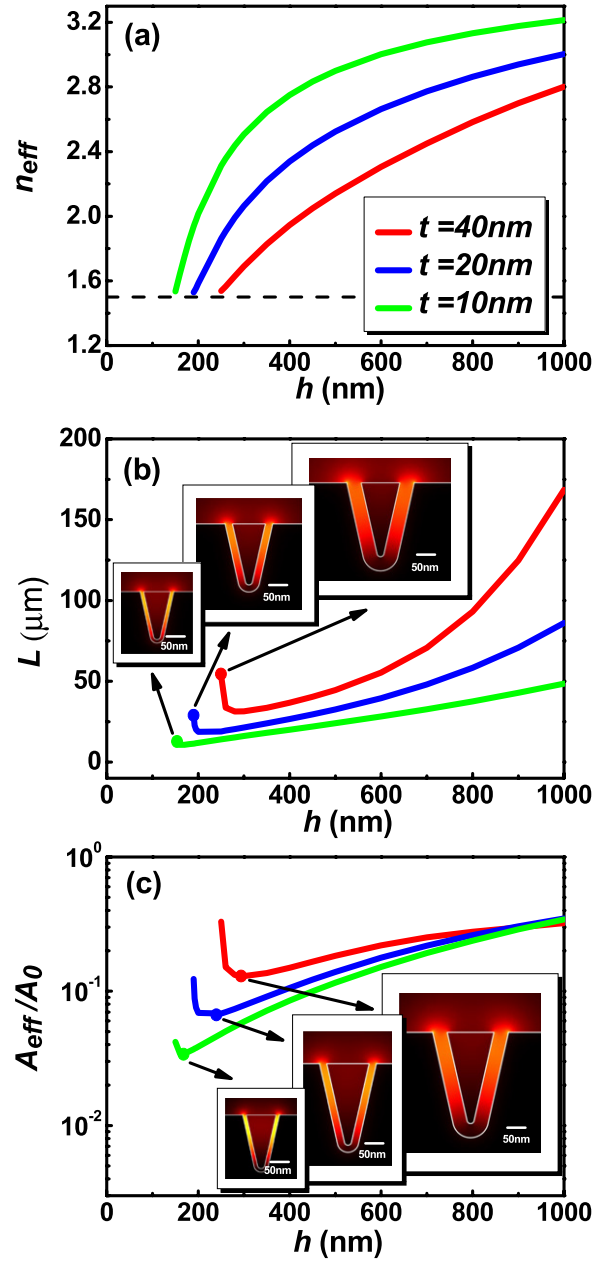 (a)
3.2
2.8
2.4
2.0
1.6
1.2
n_eff
t =40nm
t =20nm
t =10nm
0 200 400 600 800 1000
h (nm)
(b)
200
150
100
50
0
L (μm)
50nm
50nm
50nm
0 200 400 600 800 1000
h (nm)
(c)
10^0
10^-1
10^-2
A_eff/A_0
50nm
50nm
50nm
0 200 400 600 800 1000
h (nm)